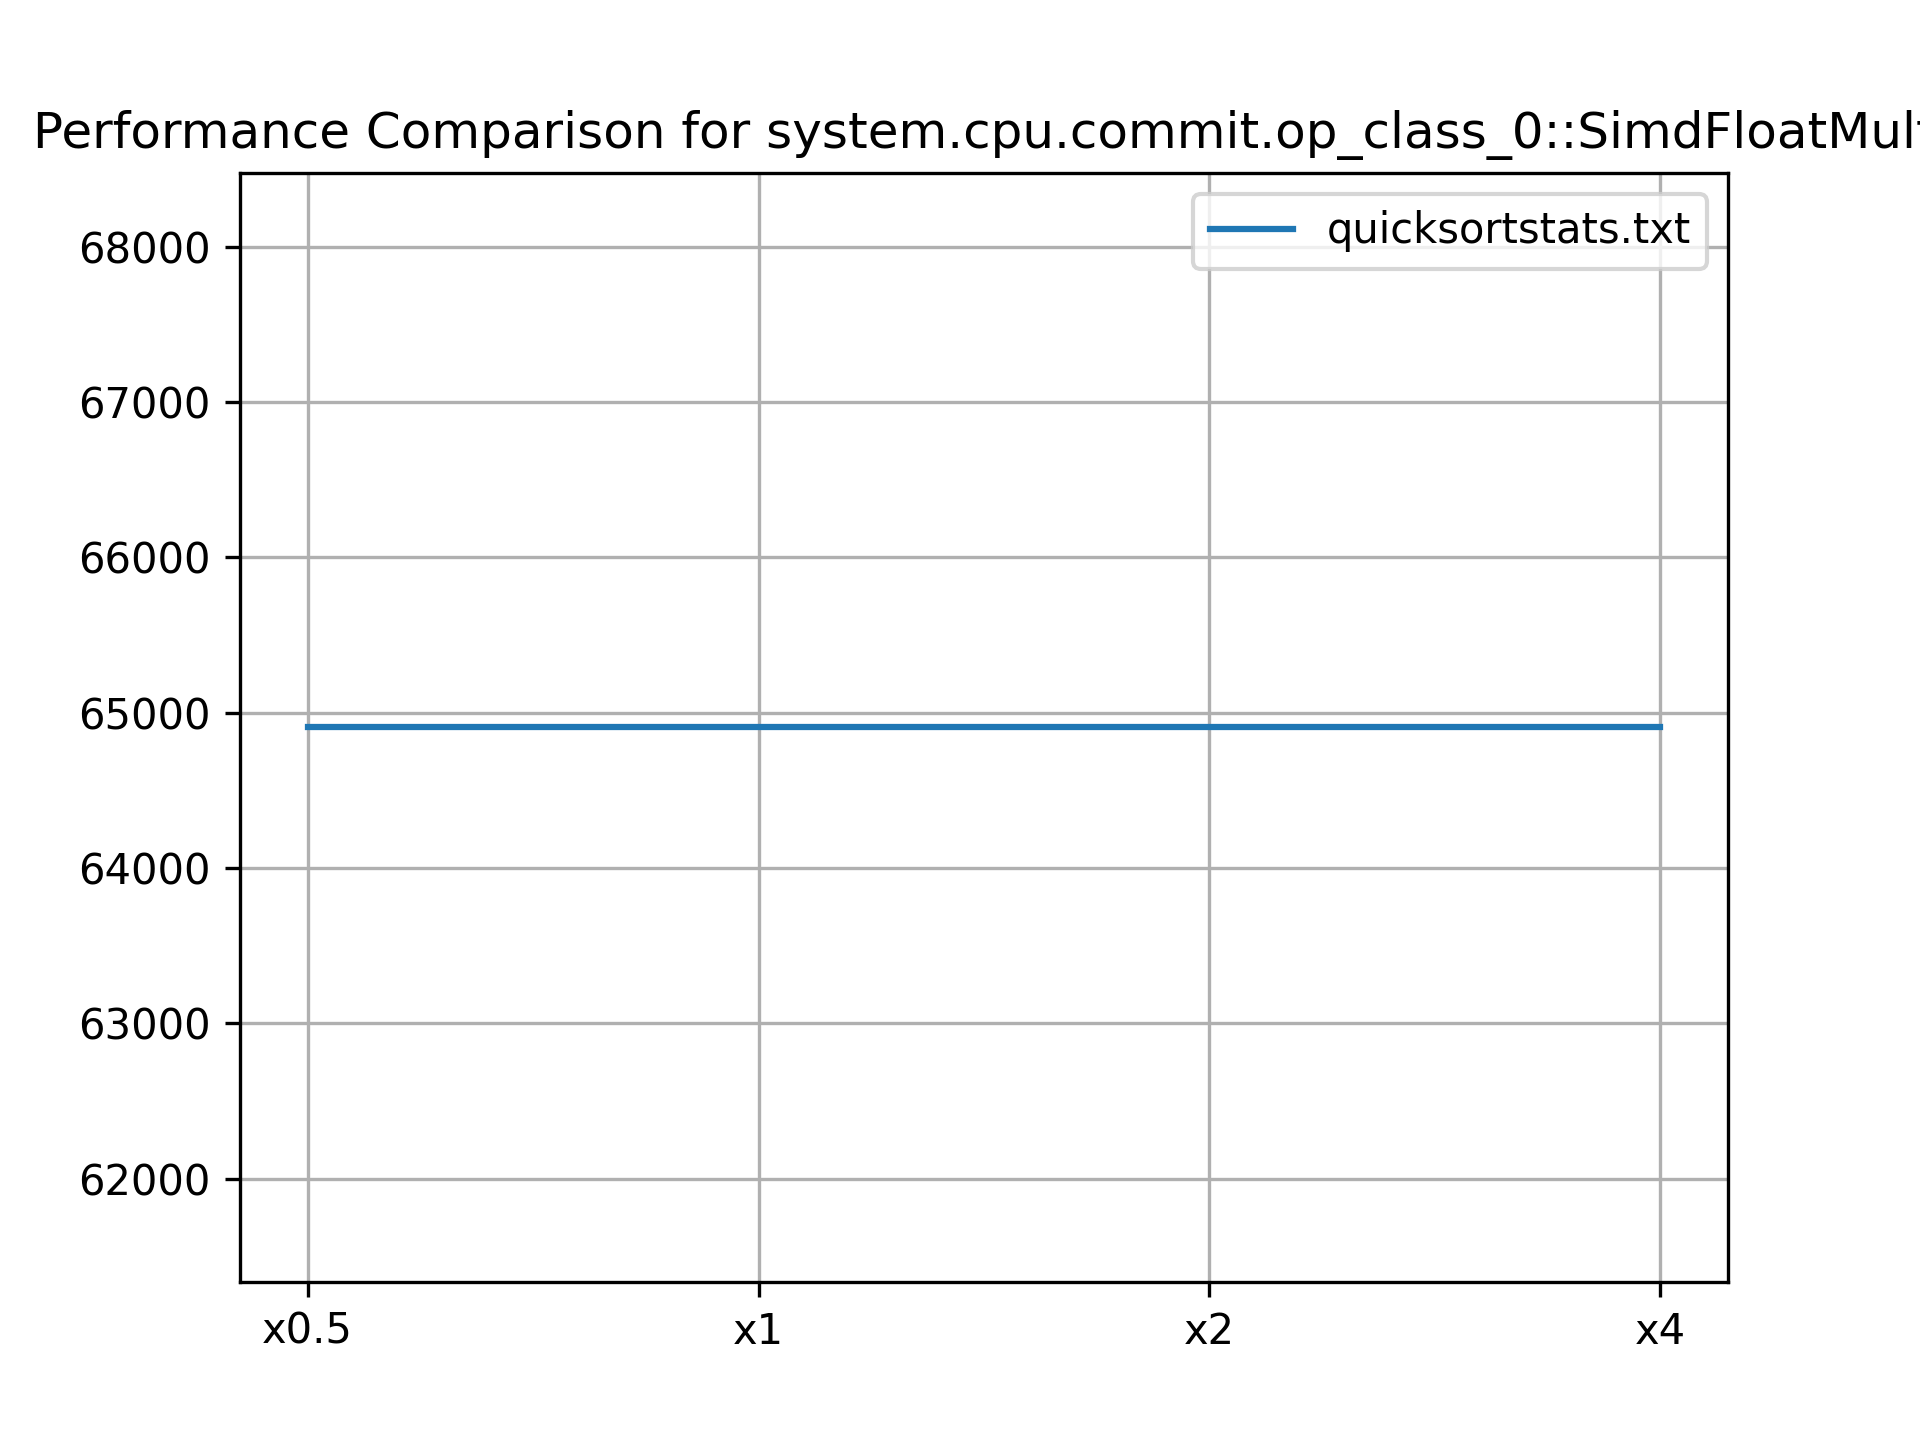 Performance Comparison for system.cpu.commit.op_class_0::SimdFloatMult
quicksortstats.txt
68000
67000
66000
65000
64000
63000
62000
x0.5 x1 x2 x4